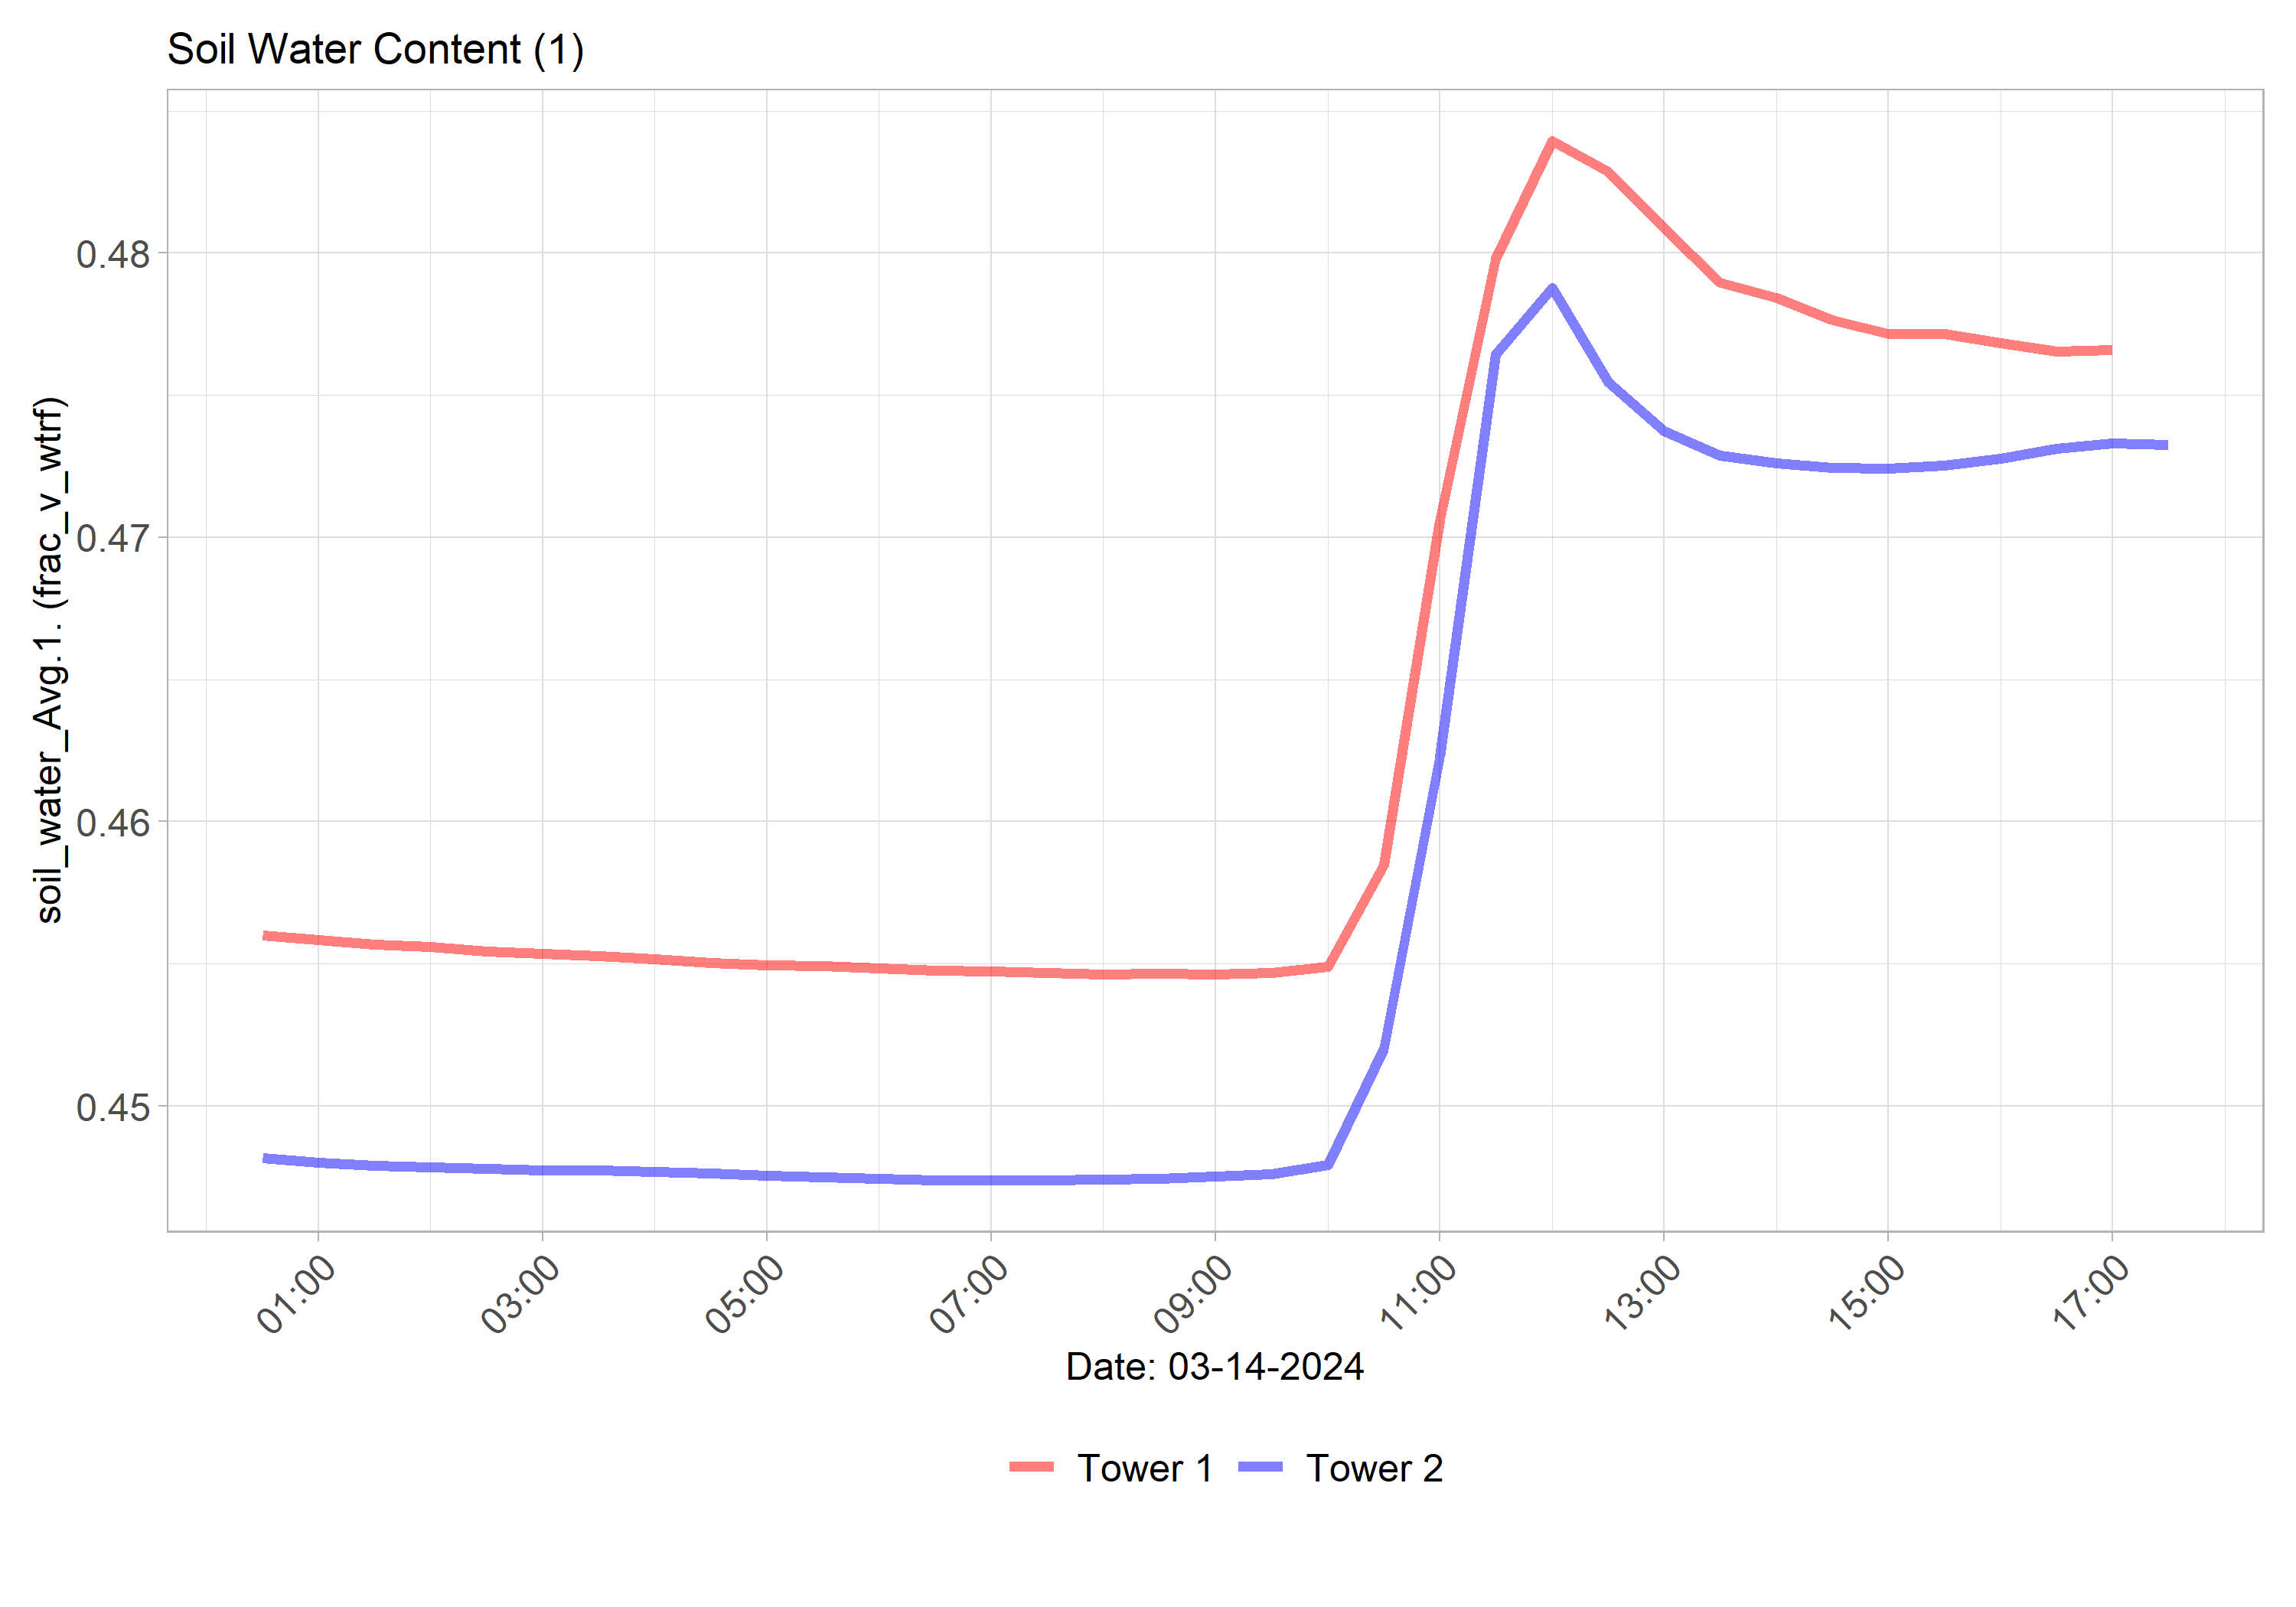 Soil Water Content (1)
soil_water_Avg.1. (frac_v_wtrf)
0.48
0.47
0.46
0.45
01:00
03:00
05:00
07:00
09:00
11:00
13:00
15:00
17:00
Date: 03-14-2024
Tower 1
Tower 2